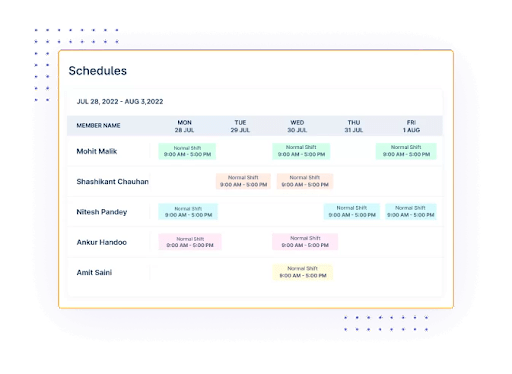 Schedules
JUL 28, 2022 - AUG 3,2022
MEMBER NAME MON TUE WED THU FRI
28 JUL 29 JUL 30 JUL 31 JUL 1 AUG
Mohit Malik Normal Shift Normal Shift Normal Shift
9:00 AM - 5:00 PM 9:00 AM - 5:00 PM 9:00 AM - 5:00 PM
Shashikant Chauhan Normal Shift Normal Shift
9:00 AM - 5:00 PM 9:00 AM - 5:00 PM
Nitesh Pandey Normal Shift Normal Shift Normal Shift
9:00 AM - 5:00 PM 9:00 AM - 5:00 PM 9:00 AM - 5:00 PM
Ankur Handoo Normal Shift Normal Shift
9:00 AM - 5:00 PM 9:00 AM - 5:00 PM
Amit Saini Normal Shift
9:00 AM - 5:00 PM